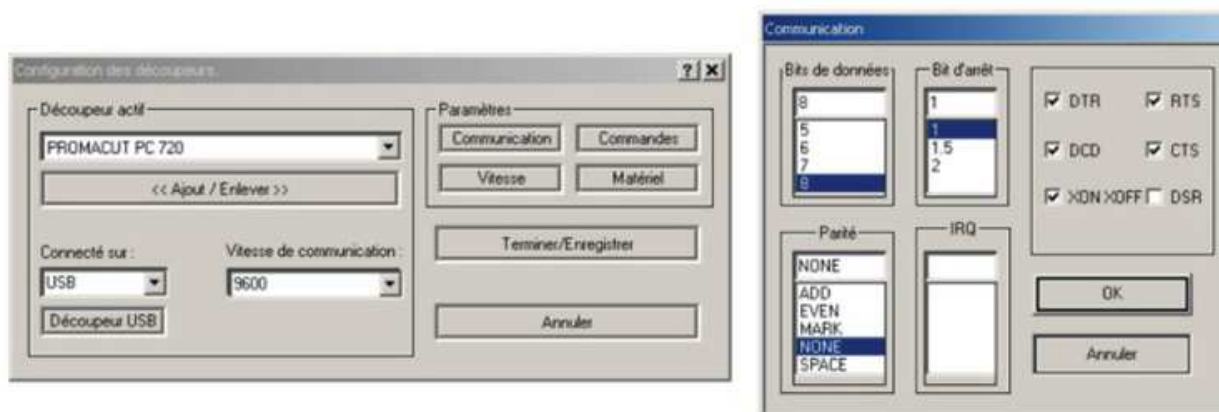 Configuration des découpeurs.
Découpeur actif
PROMACUT PC 720
<< Ajout / Enlever >>
Connecté sur :
Vitesse de communication :
USB
9600
Découpeur USB
Paramètres
Communication
Commandes
Vitesse
Matériel
Terminer/Enregistrer
Annuler
Communication
Bits de données
8
5
6
7
8
Bit d'arrêt
1
1
1.5
2
DTR
RTS
DCD
CTS
XON XOFF
DSR
Parité
NONE
ADD
EVEN
MARK
NONE
SPACE
IRQ
OK
Annuler